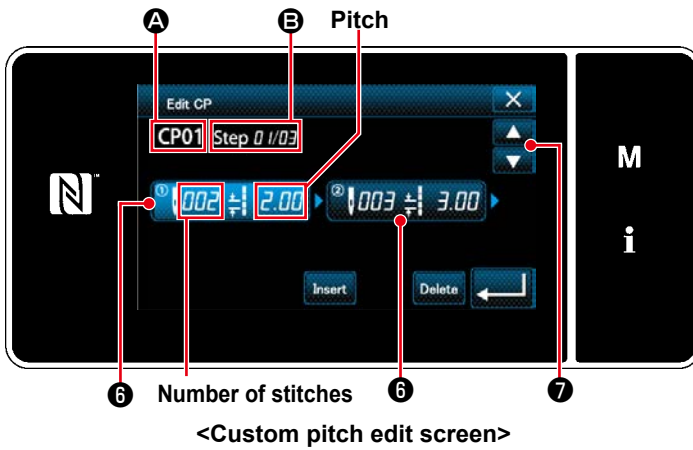 A B Pitch
Edit CP
CP01 Step 01/03
M
N
① 002 2.00 ② 003 3.00
i
Insert Delete
6 Number of stitches 6 7
<Custom pitch edit screen>